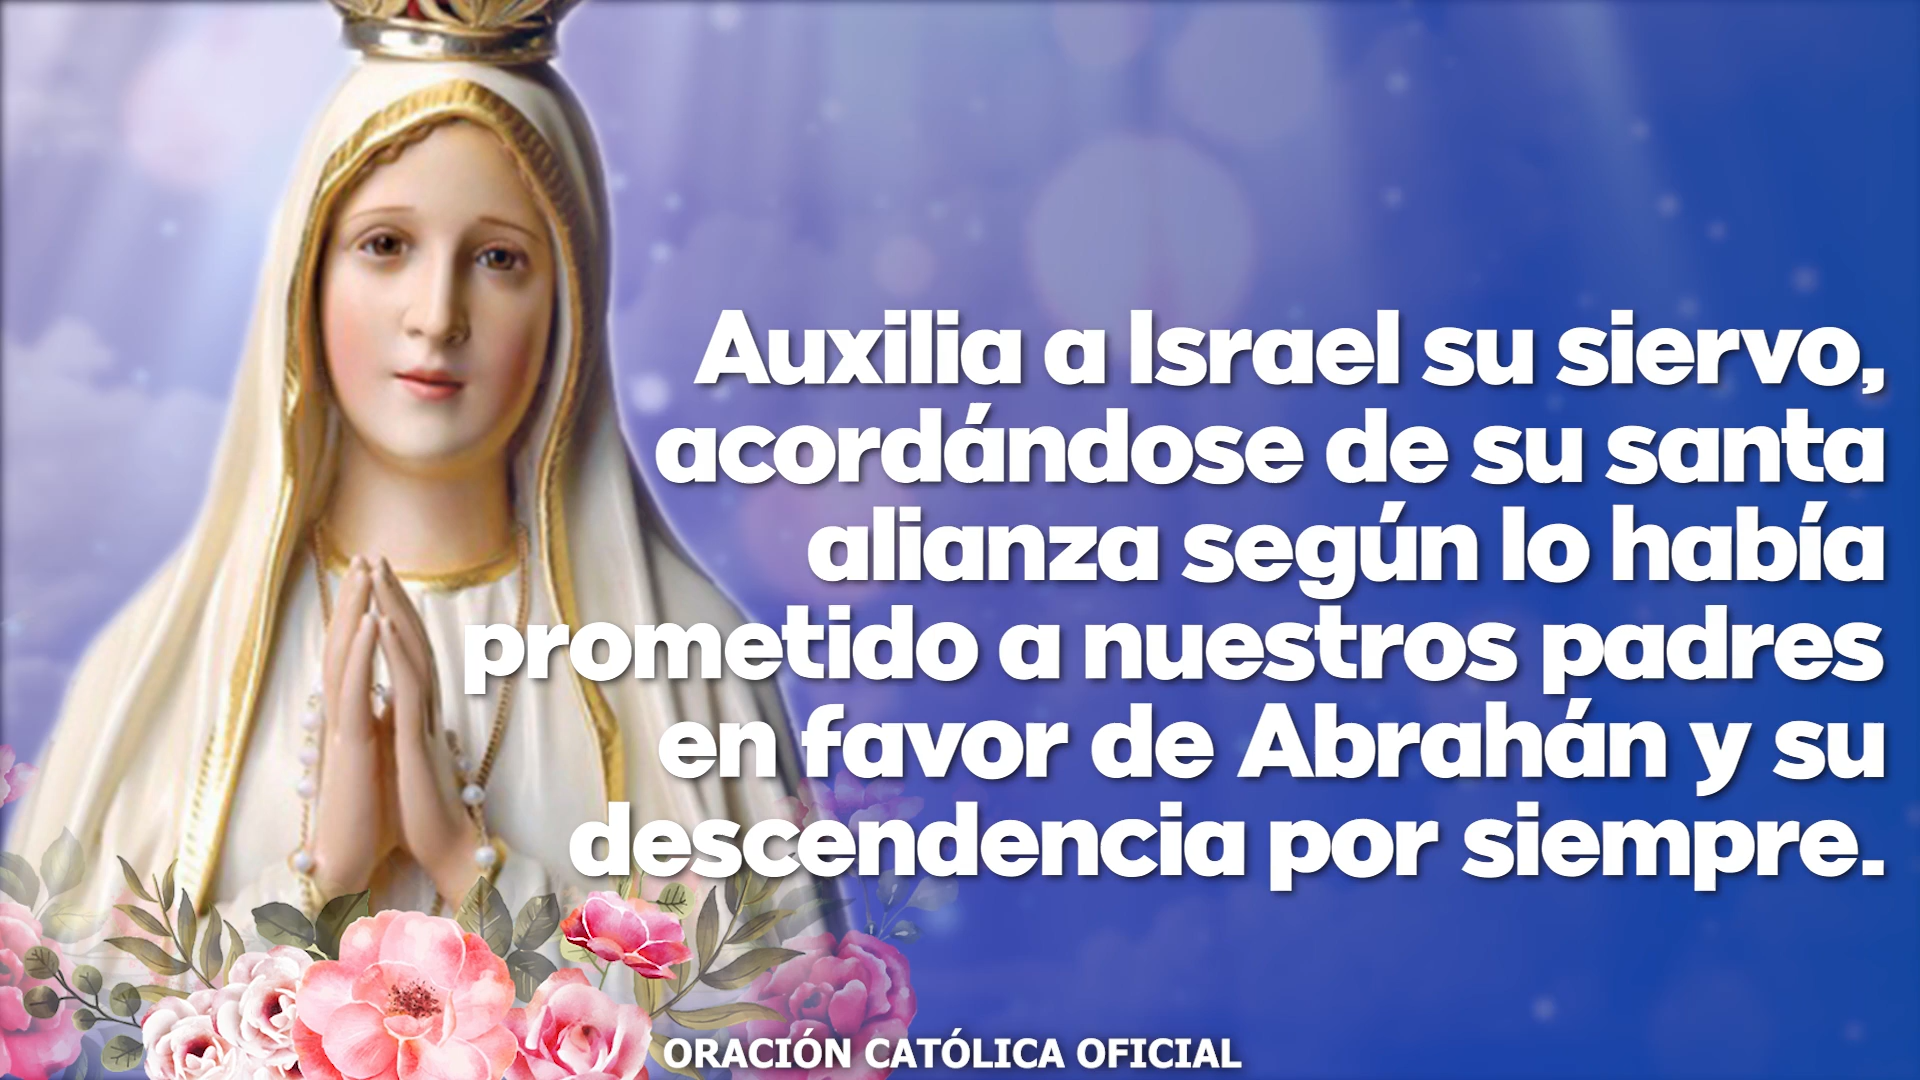 Auxilia a Israel su siervo,
acordándose de su santa
alianza según lo había
prometido a nuestros padres
en favor de Abrahán y su
descendencia por siempre.
ORACIÓN CATÓLICA OFICIAL